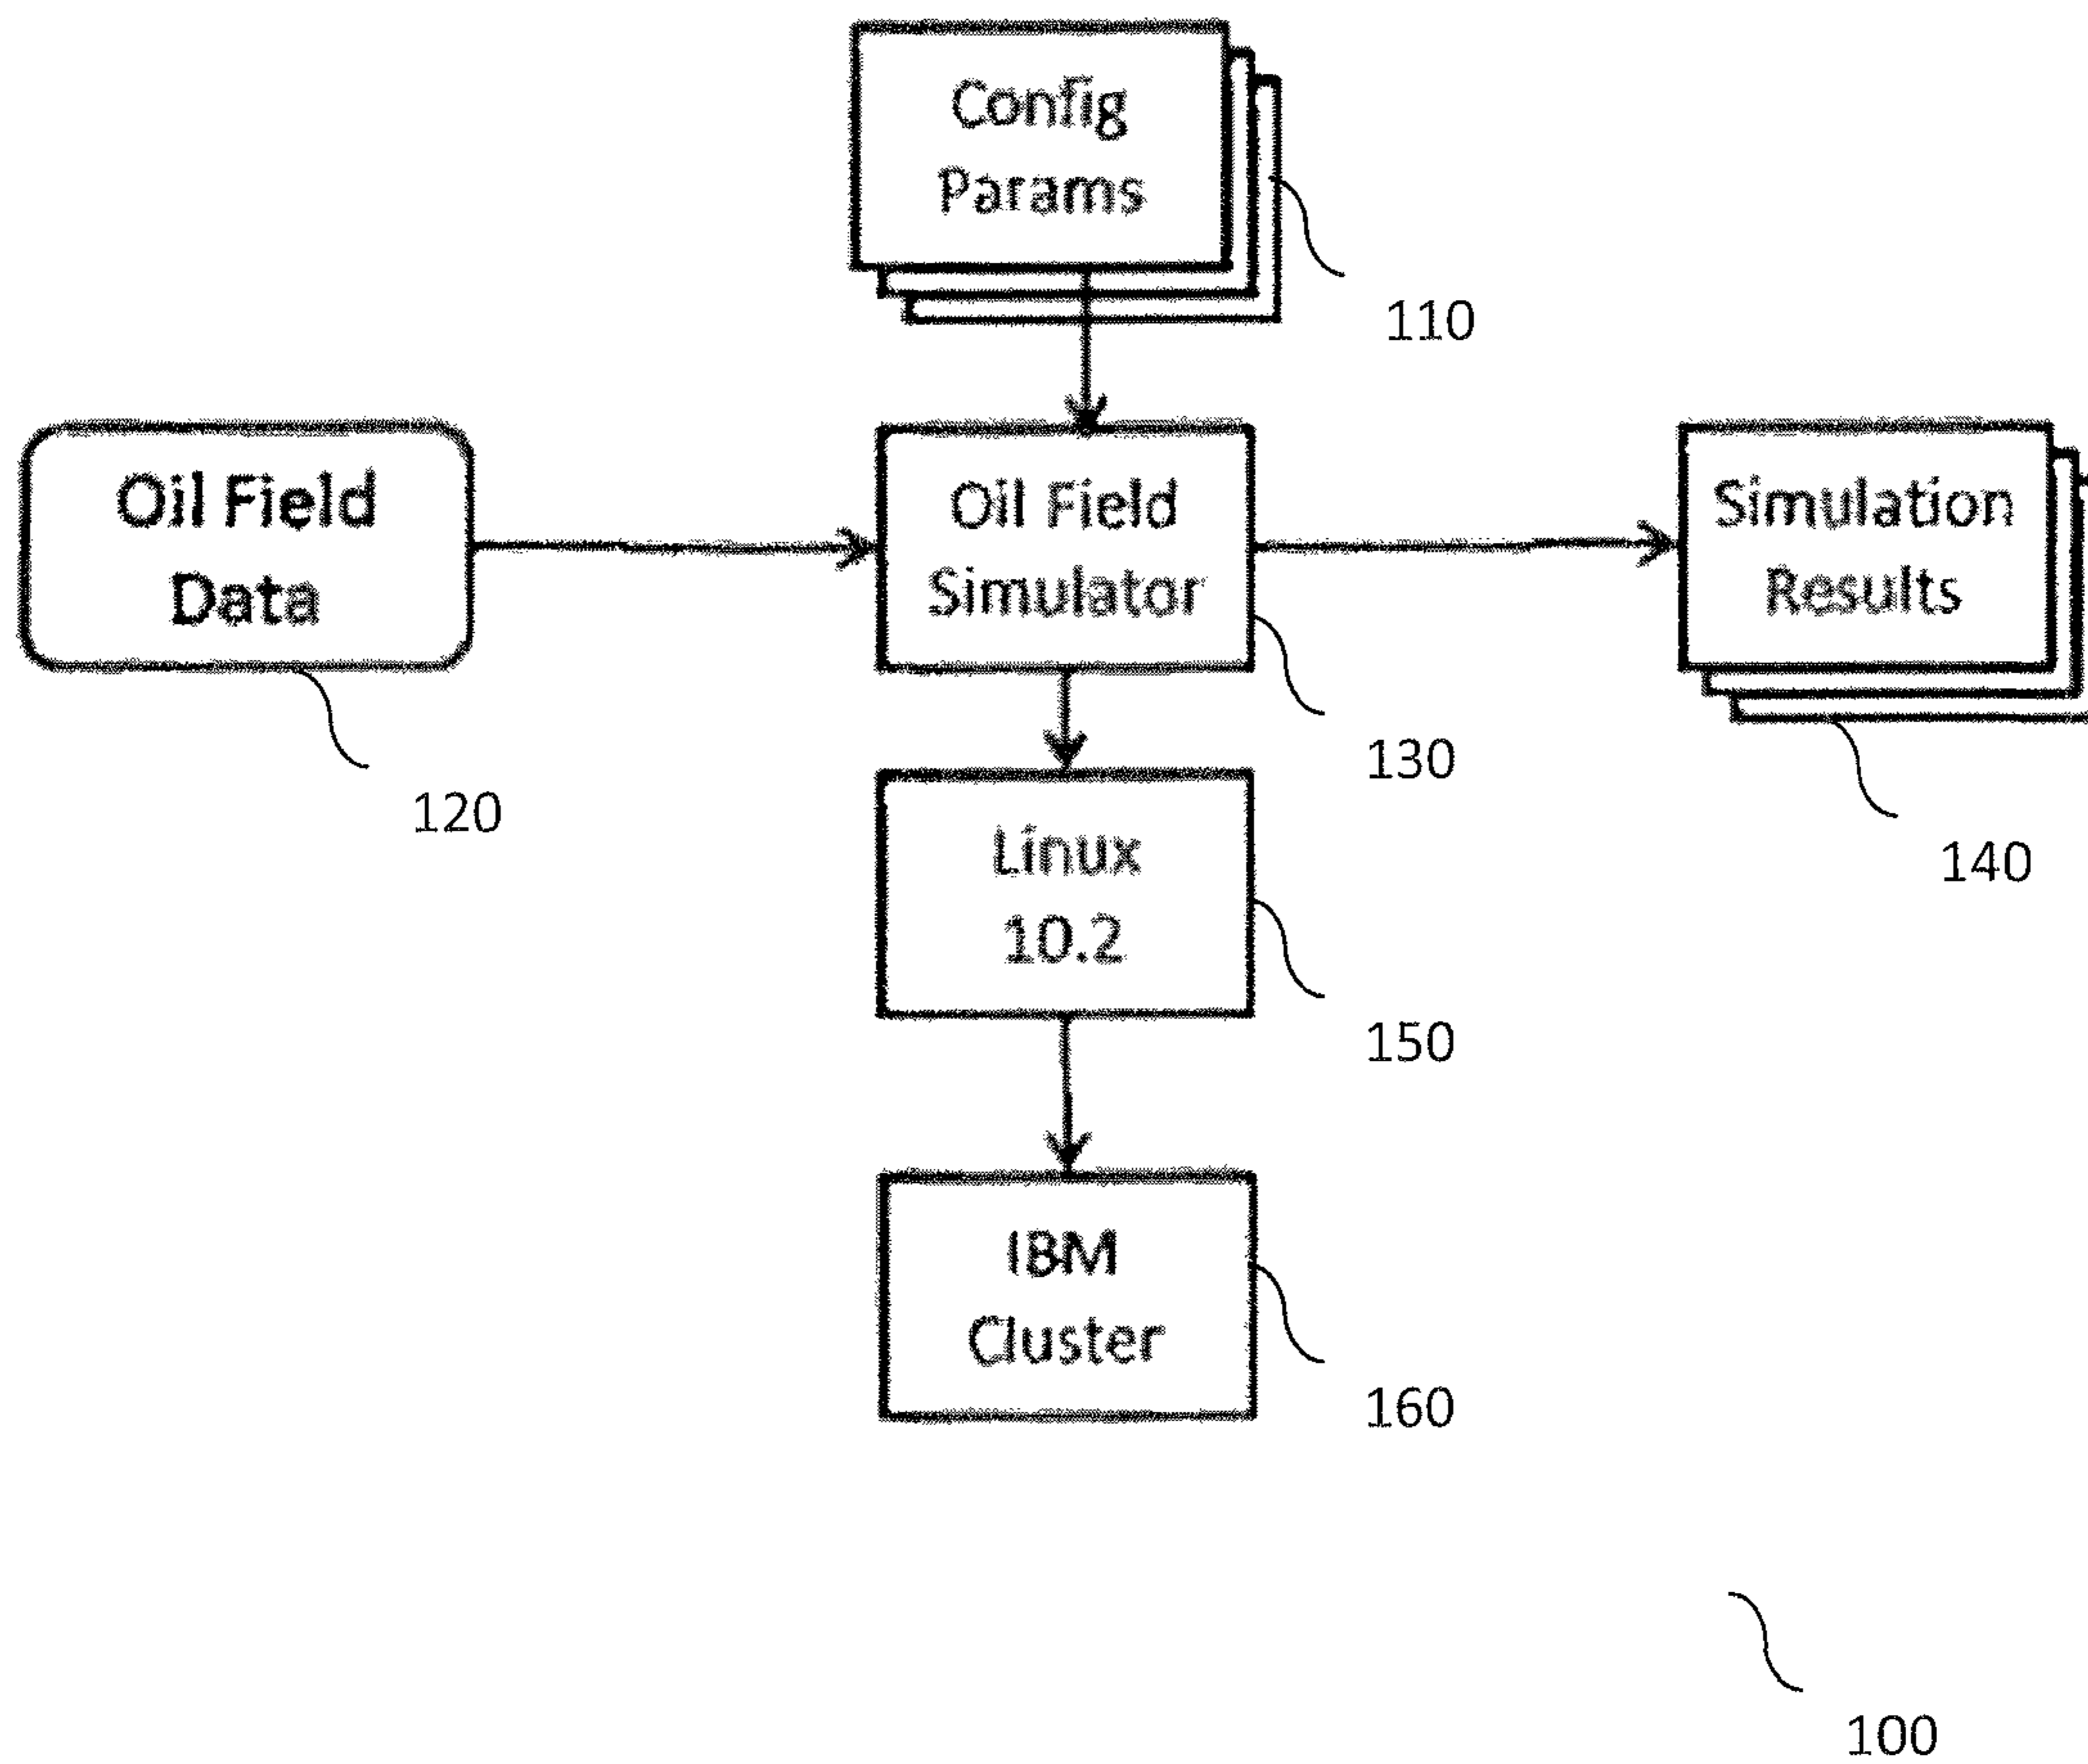 Config
Params
110
Oil Field
Data
120
Oil Field
Simulator
130
Simulation
Results
140
Linux
10.2
150
IBM
Cluster
160
100